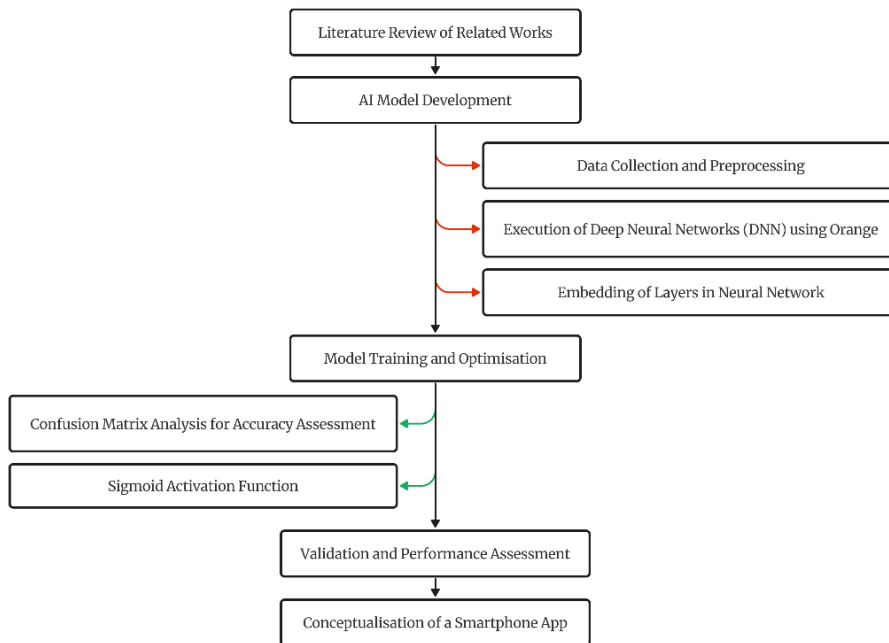 Literature Review of Related Works
AI Model Development
Data Collection and Preprocessing
Execution of Deep Neural Networks (DNN) using Orange
Embedding of Layers in Neural Network
Model Training and Optimisation
Confusion Matrix Analysis for Accuracy Assessment
Sigmoid Activation Function
Validation and Performance Assessment
Conceptualisation of a Smartphone App